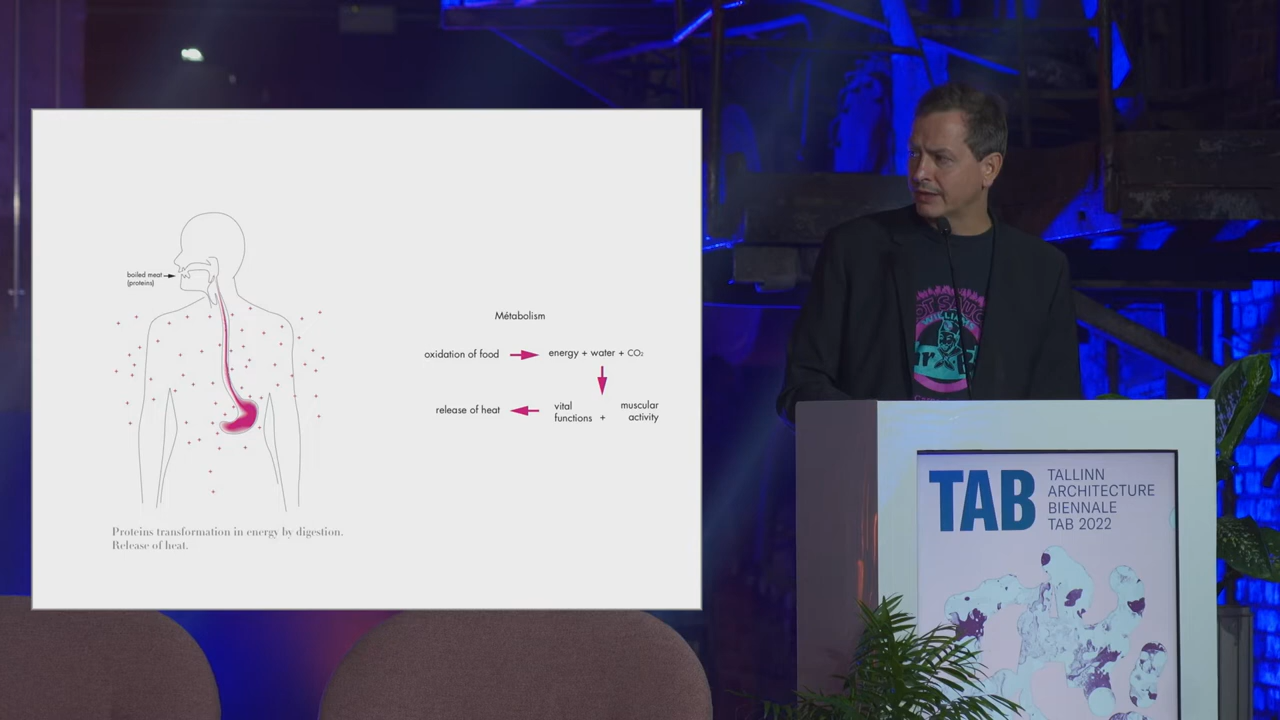 boiled meat
(proteins)
Métabolism
oxidation of food
energy + water + CO₂
release of heat
vital
functions +
muscular
activity
Proteins transformation in energy by digestion.
Release of heat.
WILLIAMS
TAB
TALLINN
ARCHITECTURE
BIENNALE
TAB 2022